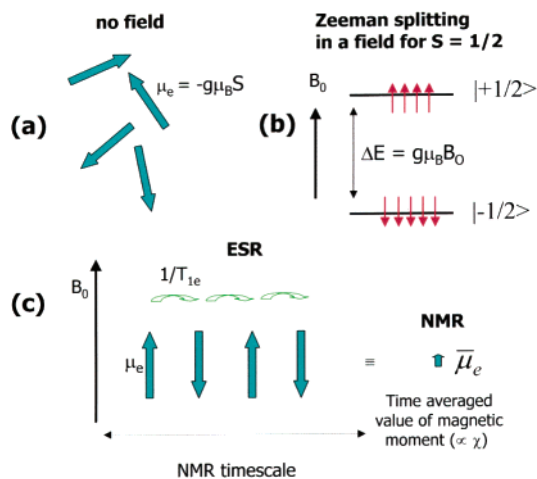 no field
μe = -gμBS
(a)
Zeeman splitting
in a field for S = 1/2
B0
|+1/2>
(b)
ΔE = gμBBO
|-1/2>
ESR
1/T1e
(c)
B0
μe
≡
NMR
μ̅e
Time averaged
value of magnetic
moment (∝ χ)
NMR timescale